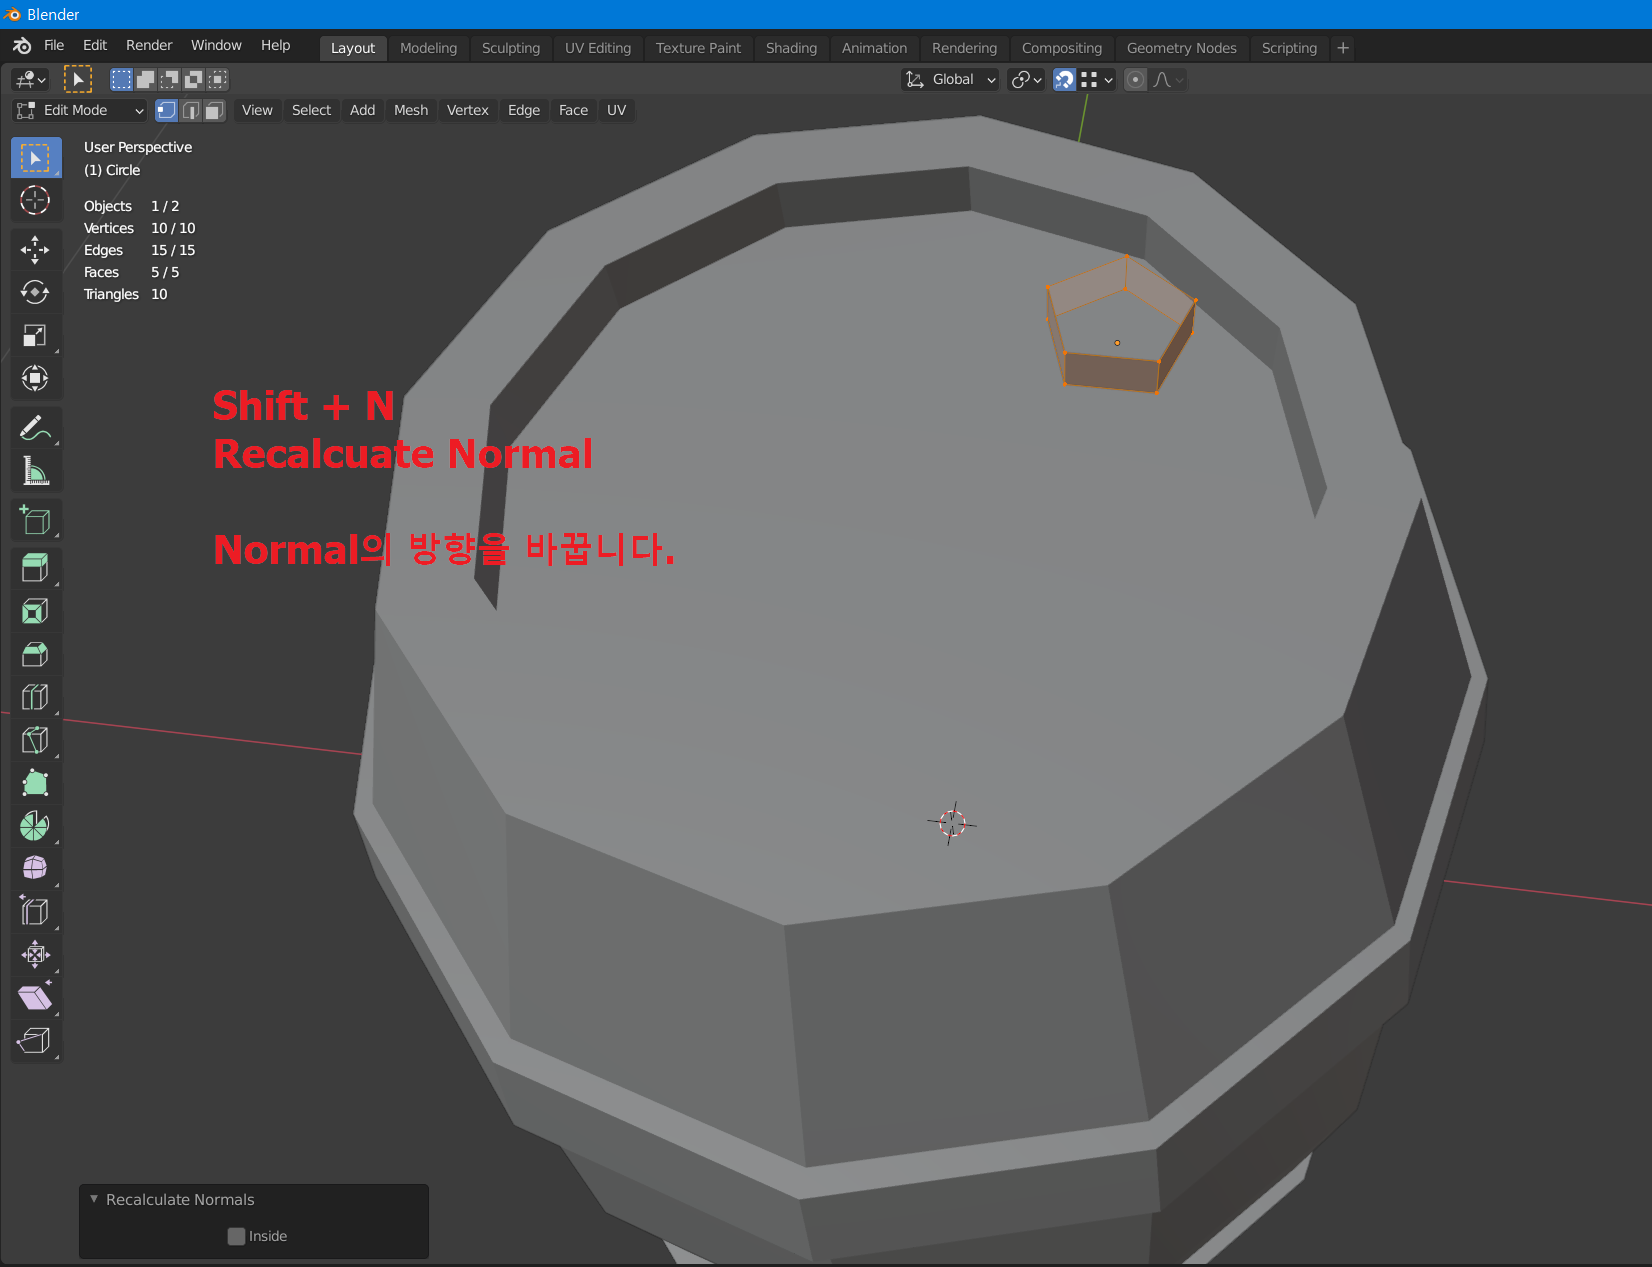 Blender
File Edit Render Window Help Layout Modeling Sculpting UV Editing Texture Paint Shading Animation Rendering Compositing Geometry Nodes Scripting +
Global
Edit Mode View Select Add Mesh Vertex Edge Face UV
User Perspective
(1) Circle
Objects 1 / 2
Vertices 10 / 10
Edges 15 / 15
Faces 5 / 5
Triangles 10
Shift + N
Recalcuate Normal
Normal의 방향을 바꿉니다.
Recalculate Normals
Inside